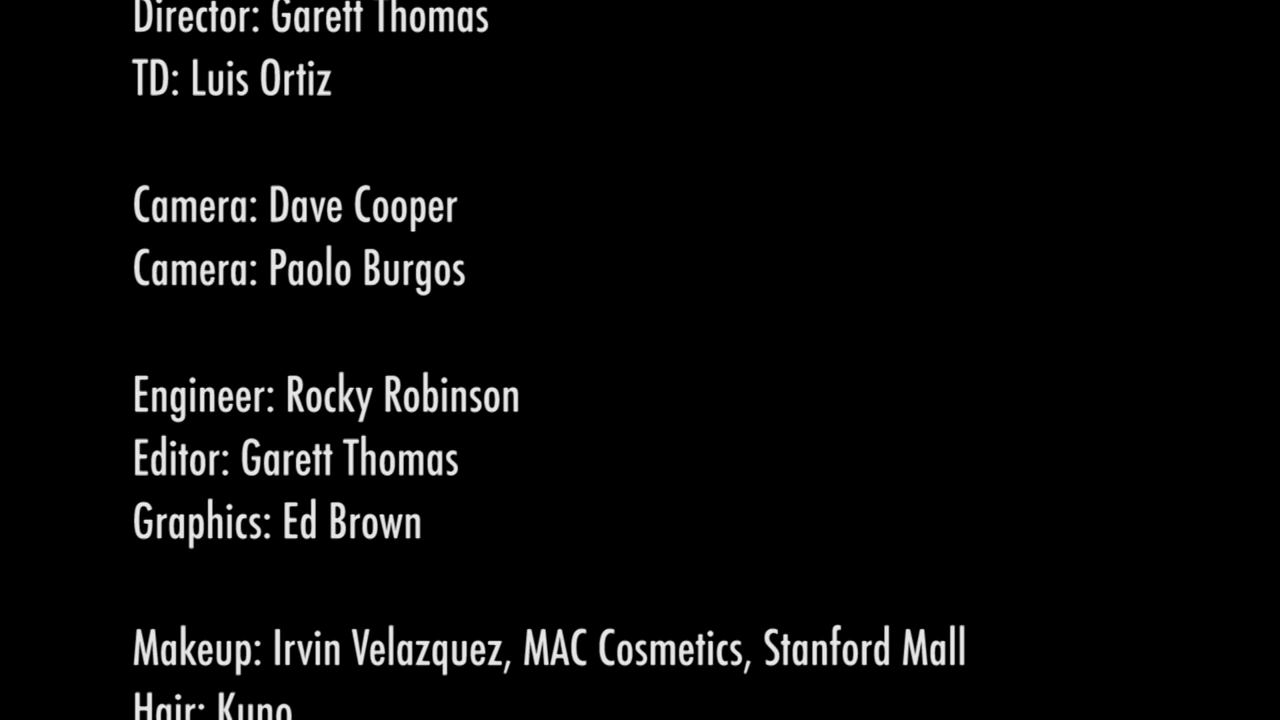 Director: Garett Thomas
TD: Luis Ortiz
Camera: Dave Cooper
Camera: Paolo Burgos
Engineer: Rocky Robinson
Editor: Garett Thomas
Graphics: Ed Brown
Makeup: Irvin Velazquez, MAC Cosmetics, Stanford Mall
Hair: